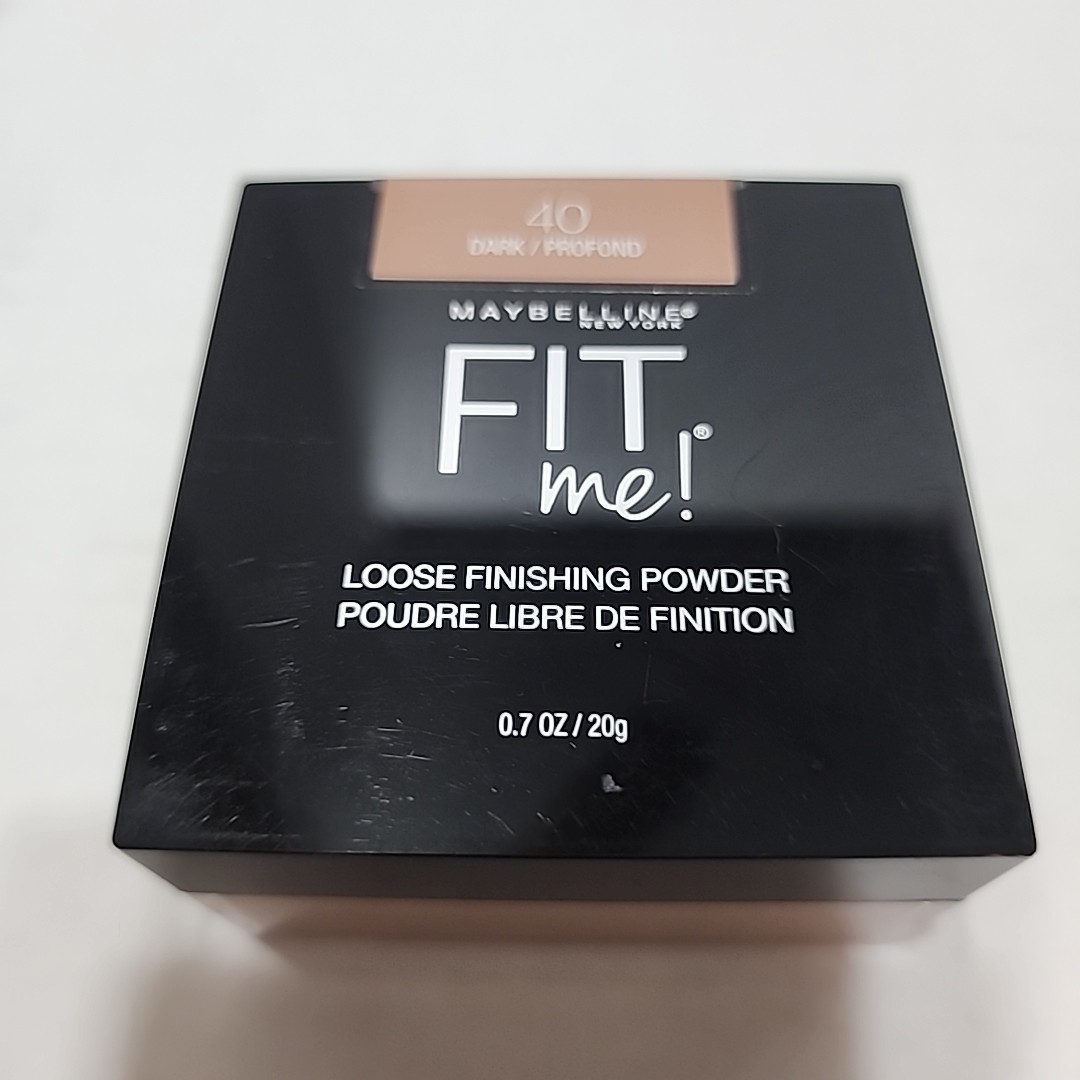 40
DARK / PROFOND
MAYBELLINE®
NEW YORK
FIT
me!®
LOOSE FINISHING POWDER
POUDRE LIBRE DE FINITION
0.7 OZ / 20g